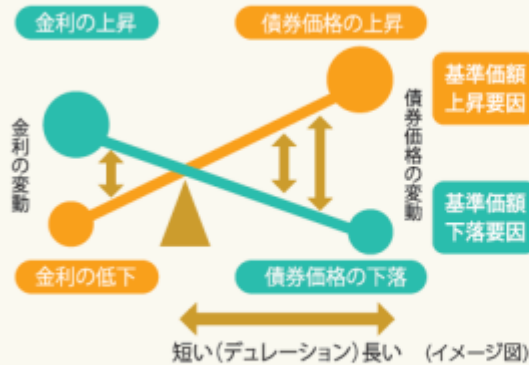 金利の上昇
債券価格の上昇
基準価額
上昇要因
金利の変動
債券価格の変動
基準価額
下落要因
金利の低下
債券価格の下落
短い(デュレーション)長い (イメージ図)